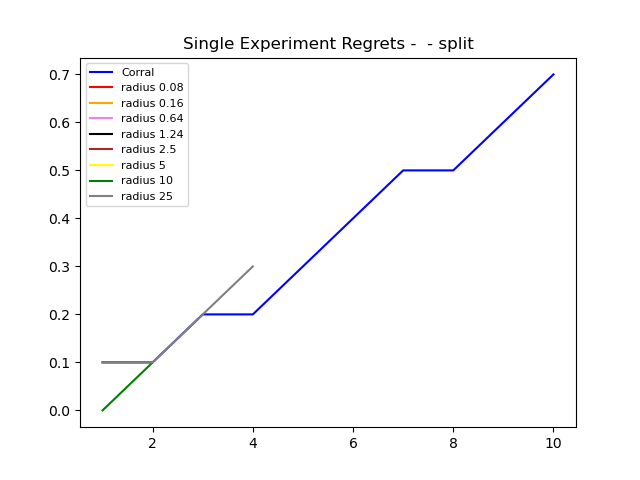 Single Experiment Regrets -  - split
Corral
radius 0.08
radius 0.16
radius 0.64
radius 1.24
radius 2.5
radius 5
radius 10
radius 25
0.7
0.6
0.5
0.4
0.3
0.2
0.1
0.0
2 4 6 8 10